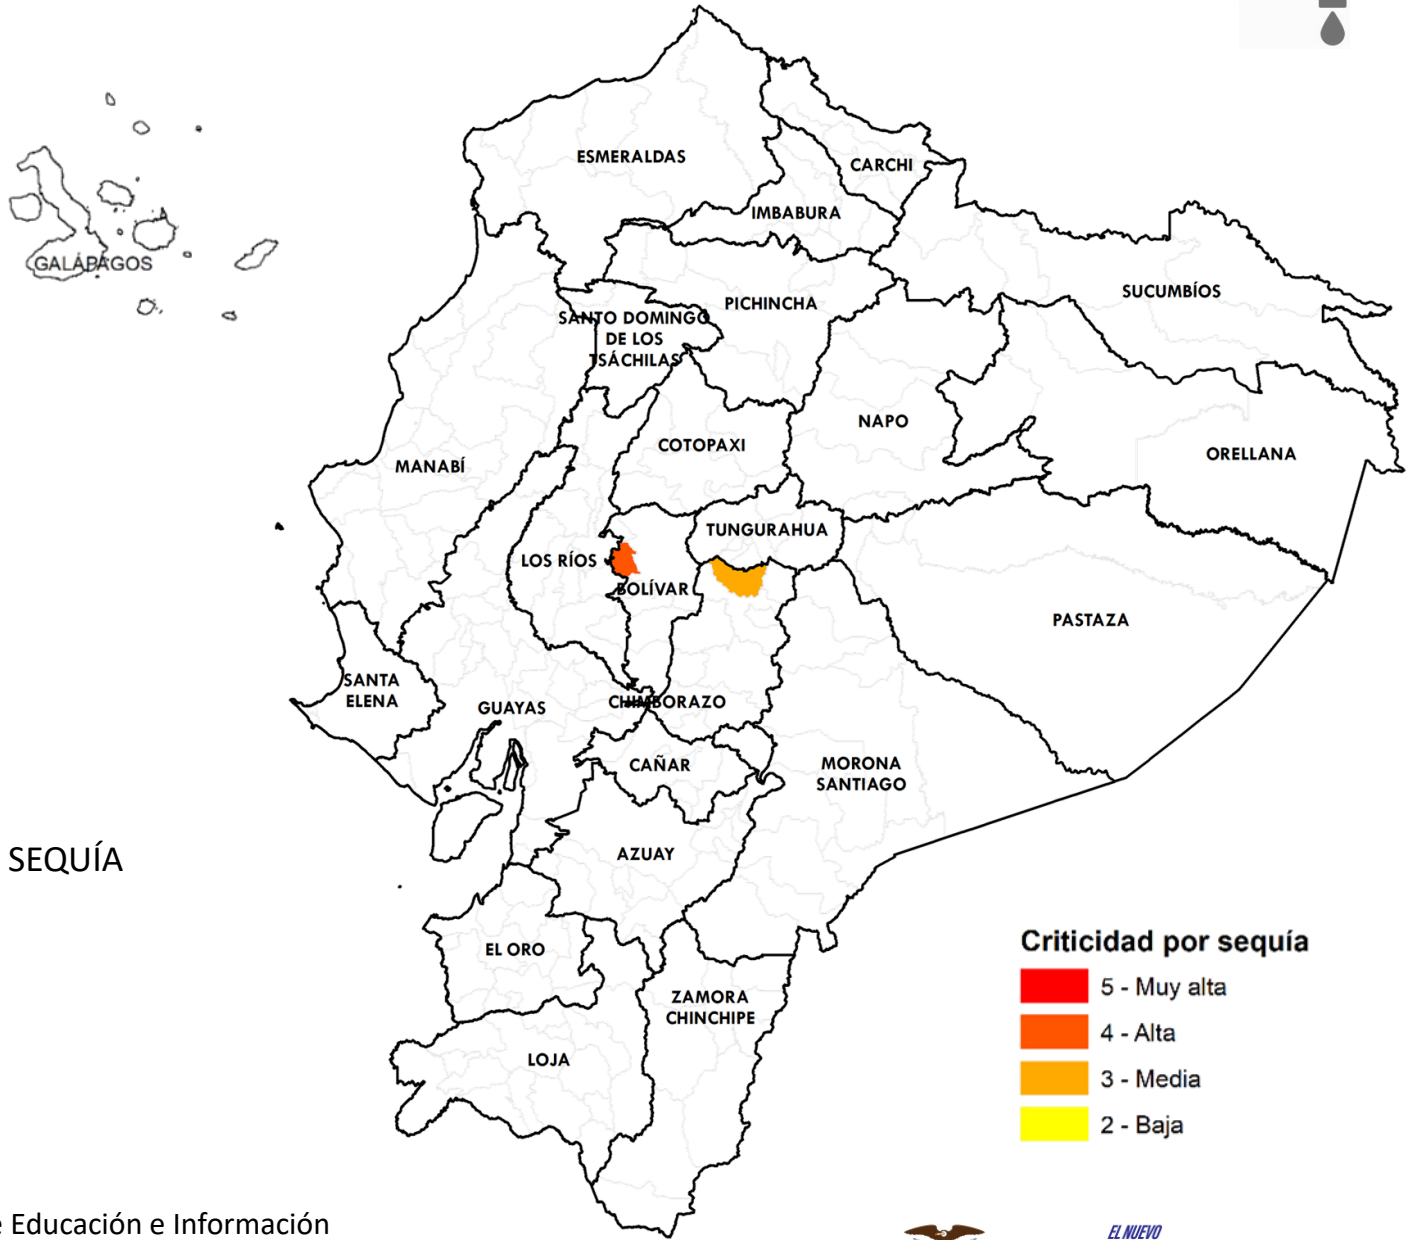 ESMERALDAS
CARCHI
IMBABURA
GALÁPAGOS
SUCUMBÍOS
PICHINCHA
SANTO DOMINGO
DE LOS
TSÁCHILAS
NAPO
COTOPAXI
ORELLANA
MANABÍ
TUNGURAHUA
LOS RÍOS
BOLÍVAR
PASTAZA
SANTA
ELENA
GUAYAS
CHIMBORAZO
CAÑAR
MORONA
SANTIAGO
AZUAY
SEQUÍA
EL ORO
ZAMORA
CHINCHIPE
LOJA
Criticidad por sequía
5 - Muy alta
4 - Alta
3 - Media
2 - Baja
e Educación e Información
EL NUEVO